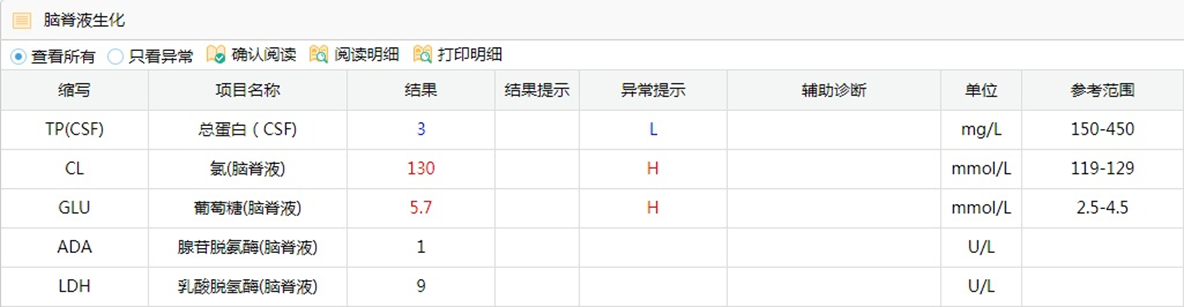 脑脊液生化
查看所有 只看异常 确认阅读 阅读明细 打印明细
缩写 项目名称 结果 结果提示 异常提示 辅助诊断 单位 参考范围
TP(CSF) 总蛋白（CSF) 3 L mg/L 150-450
CL 氯(脑脊液) 130 H mmol/L 119-129
GLU 葡萄糖(脑脊液) 5.7 H mmol/L 2.5-4.5
ADA 腺苷脱氨酶(脑脊液) 1 U/L
LDH 乳酸脱氢酶(脑脊液) 9 U/L